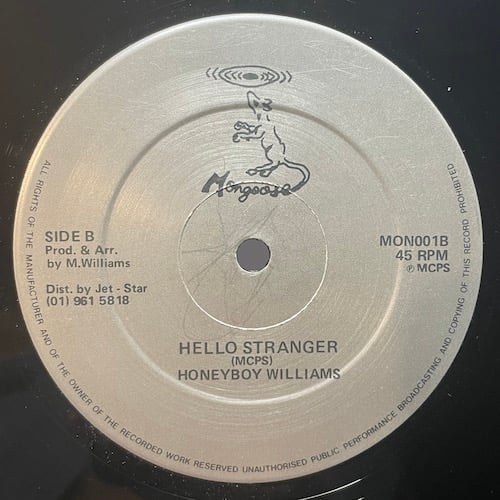 Mongoose
SIDE B
Prod. & Arr.
by M.Williams
Dist. by Jet - Star
(01) 961 5818
MON001B
45 RPM
℗ MCPS
HELLO STRANGER
(MCPS)
HONEYBOY WILLIAMS
ALL RIGHTS OF THE MANUFACTURER AND OF THE OWNER OF THE RECORDED WORK RESERVED UNAUTHORISED PUBLIC PERFORMANCE BROADCASTING AND COPYING OF THIS RECORD PROHIBITED